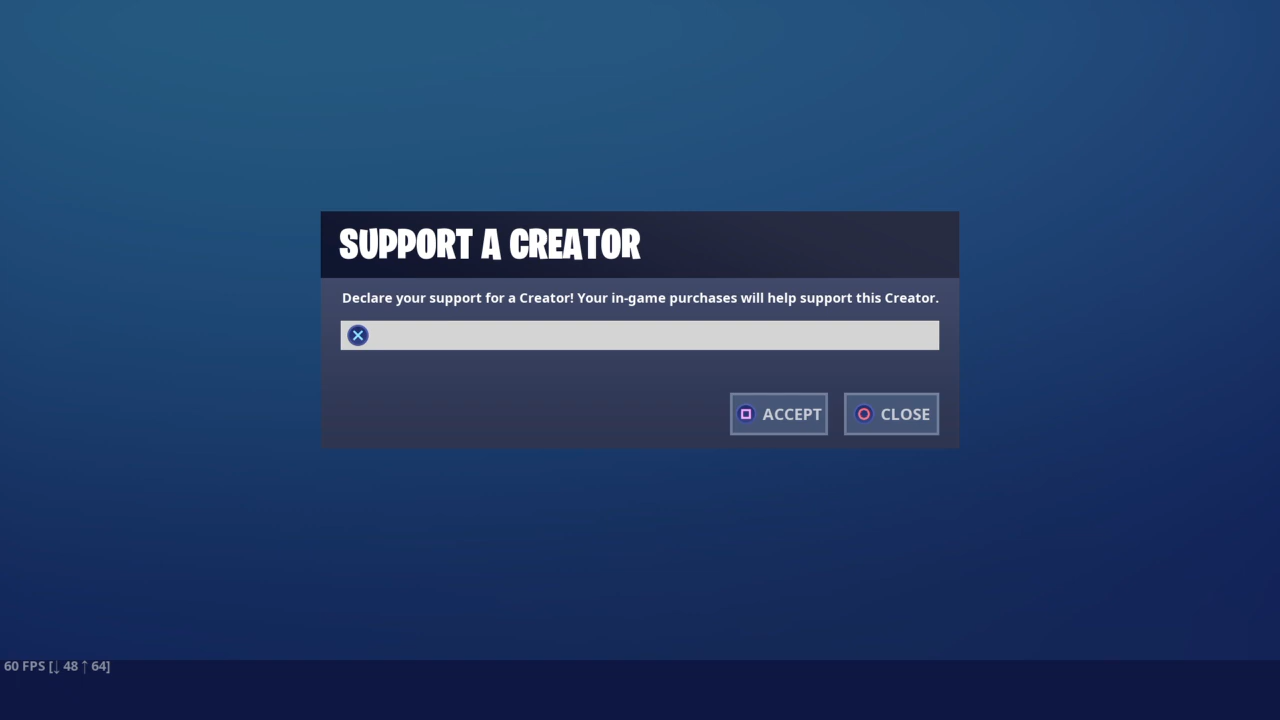 SUPPORT A CREATOR
Declare your support for a Creator! Your in-game purchases will help support this Creator.
ACCEPT
CLOSE
60 FPS [↓ 48 ↑ 64]